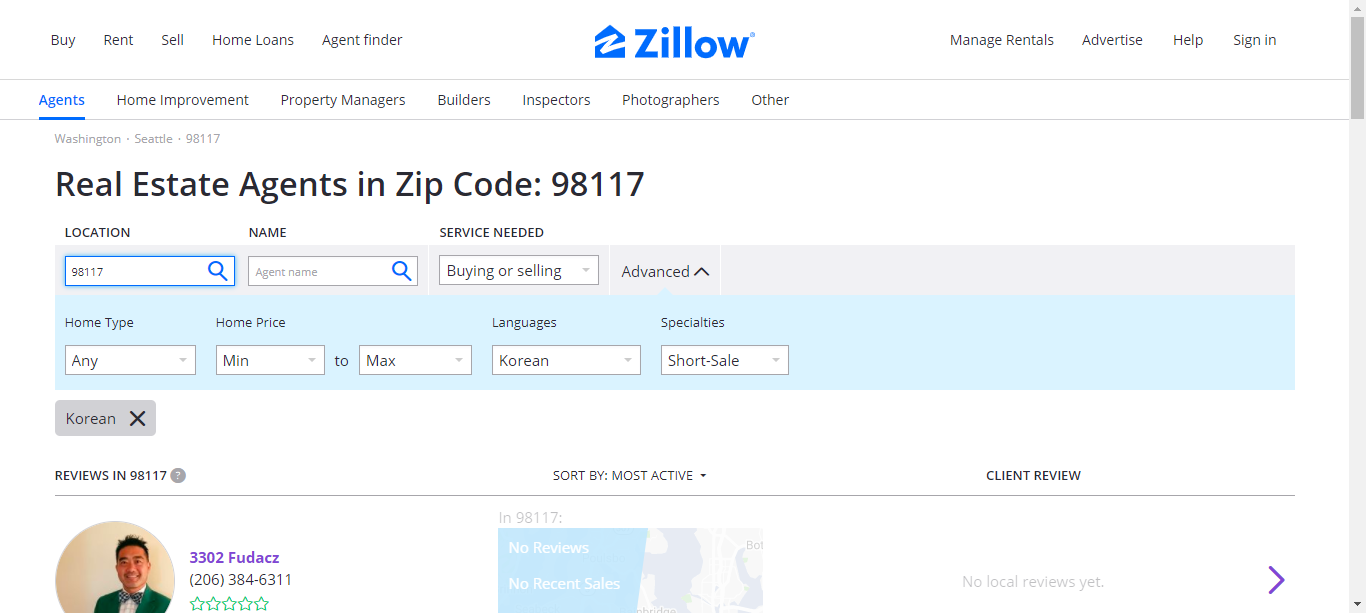 Buy Rent Sell Home Loans Agent finder Zillow® Manage Rentals Advertise Help Sign in
Agents Home Improvement Property Managers Builders Inspectors Photographers Other
Washington · Seattle · 98117
Real Estate Agents in Zip Code: 98117
LOCATION NAME SERVICE NEEDED
98117 Agent name Buying or selling Advanced
Home Type Home Price Languages Specialties
Any Min to Max Korean Short-Sale
Korean
REVIEWS IN 98117 ? SORT BY: MOST ACTIVE CLIENT REVIEW
In 98117:
No Reviews
Bot
3302 Fudacz
(206) 384-6311
No Recent Sales
No local reviews yet.
nbridge